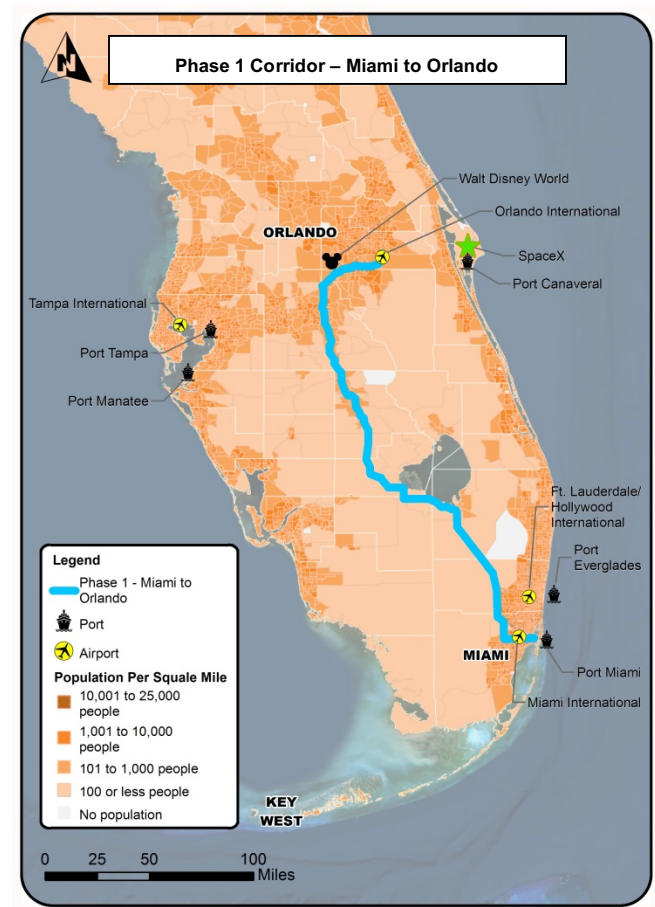 Phase 1 Corridor – Miami to Orlando
N
Walt Disney World
Orlando International
ORLANDO
SpaceX
Port Canaveral
Tampa International
Port Tampa
Port Manatee
Ft. Lauderdale/
Hollywood
International
Port
Everglades
MIAMI
Port Miami
Miami International
KEY
WEST
Legend
Phase 1 - Miami to
Orlando
Port
Airport
Population Per Squale Mile
10,001 to 25,000
people
1,001 to 10,000
people
101 to 1,000 people
100 or less people
No population
0 25 50 100
Miles